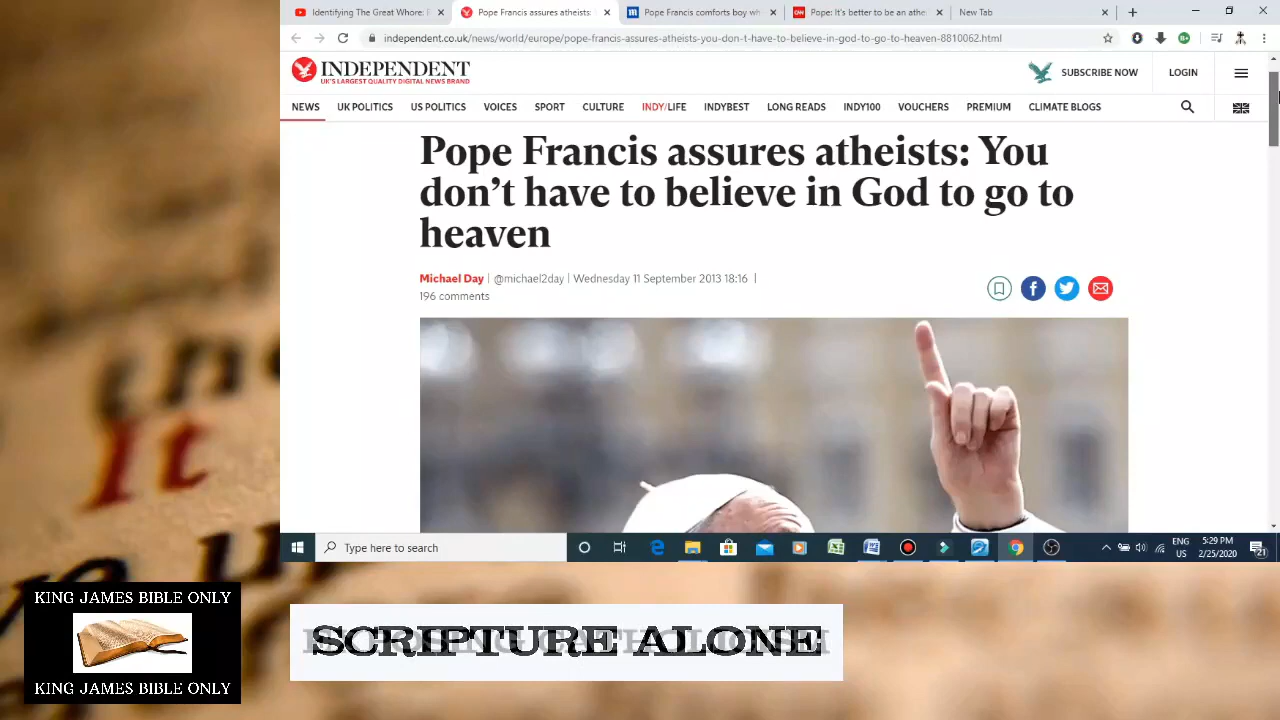 Identifying The Great Whore:
Pope Francis assures atheists:
Pope Francis comforts boy wh
Pope: It's better to be an athe
New Tab
independent.co.uk/news/world/europe/pope-francis-assures-atheists-you-don-t-have-to-believe-in-god-to-go-to-heaven-8810062.html
INDEPENDENT
UK'S LARGEST QUALITY DIGITAL NEWS BRAND
SUBSCRIBE NOW
LOGIN
NEWS UK POLITICS US POLITICS VOICES SPORT CULTURE INDY/LIFE INDYBEST LONG READS INDY100 VOUCHERS PREMIUM CLIMATE BLOGS
Pope Francis assures atheists: You
don't have to believe in God to go to
heaven
Michael Day | @michael2day | Wednesday 11 September 2013 18:16 |
196 comments
It
Type here to search
ENG
US
5:29 PM
2/25/2020
21
KING JAMES BIBLE ONLY
KING JAMES BIBLE ONLY
SCRIPTURE ALONE